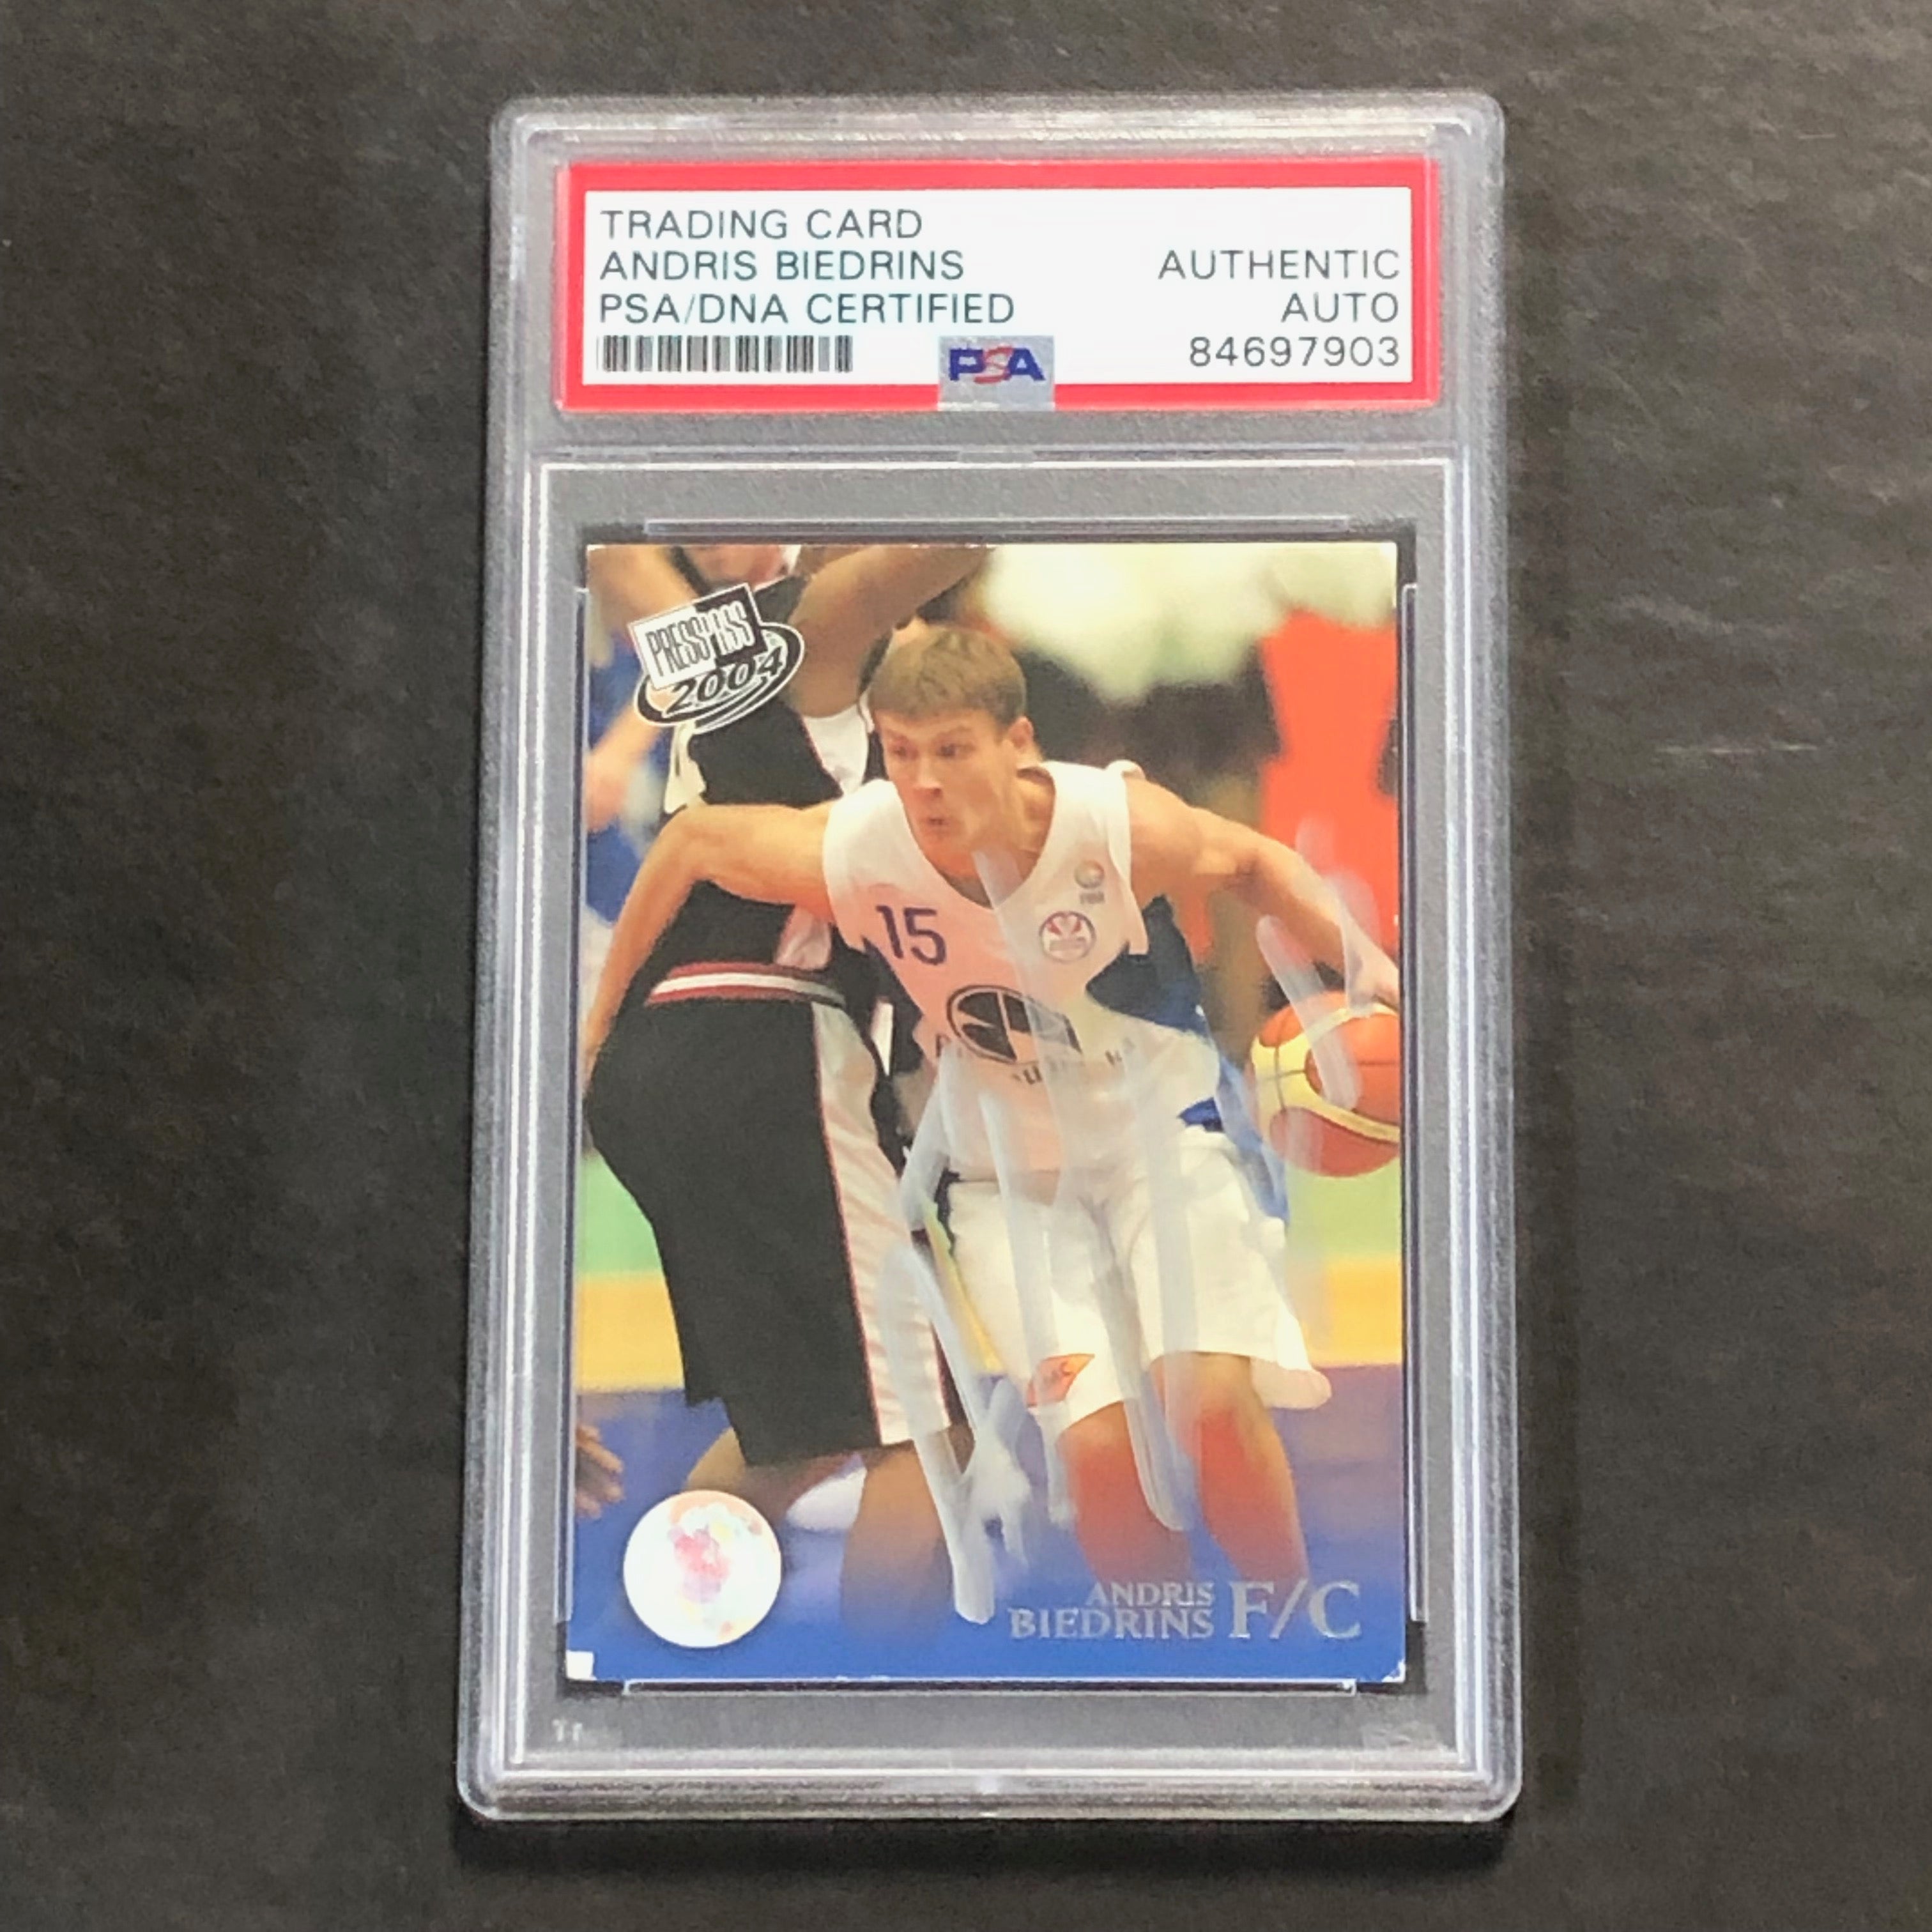 TRADING CARD
ANDRIS BIEDRINS
PSA/DNA CERTIFIED
AUTHENTIC
AUTO
84697903
PSA
PRESS PASS
2004
15
ANDRIS
BIEDRINS F/C